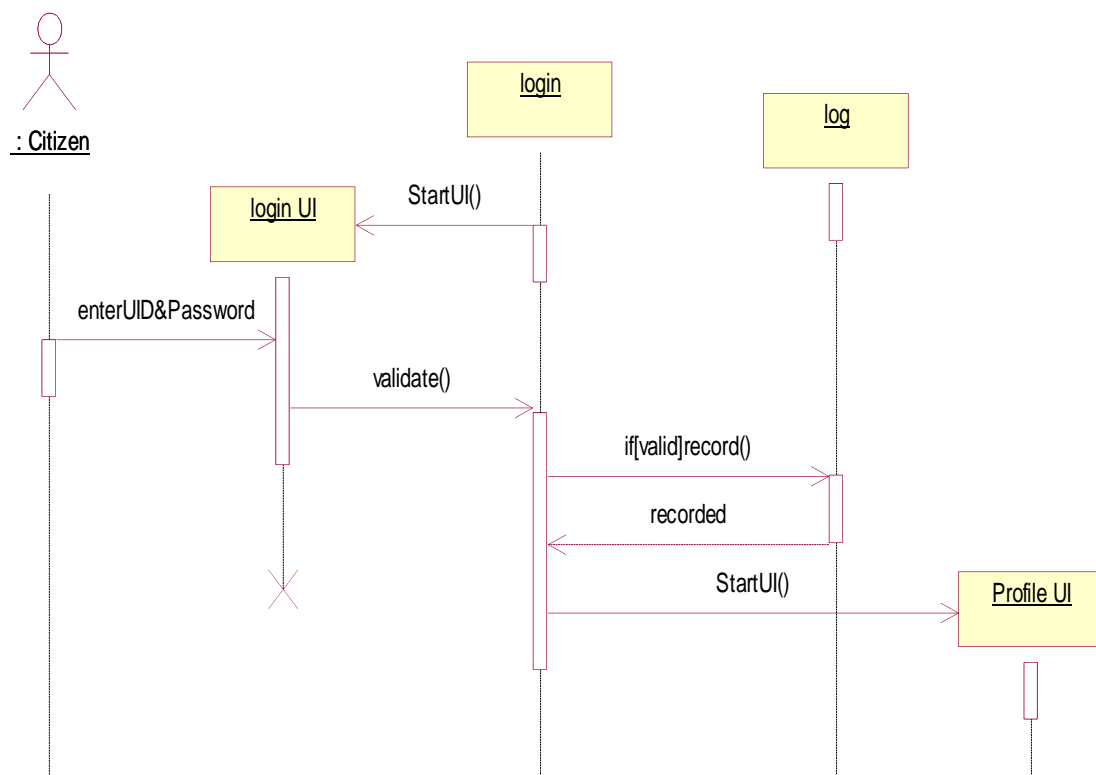 login
log
: Citizen
login UI
StartUI()
enterUID&Password
validate()
if[valid]record()
recorded
StartUI()
Profile UI